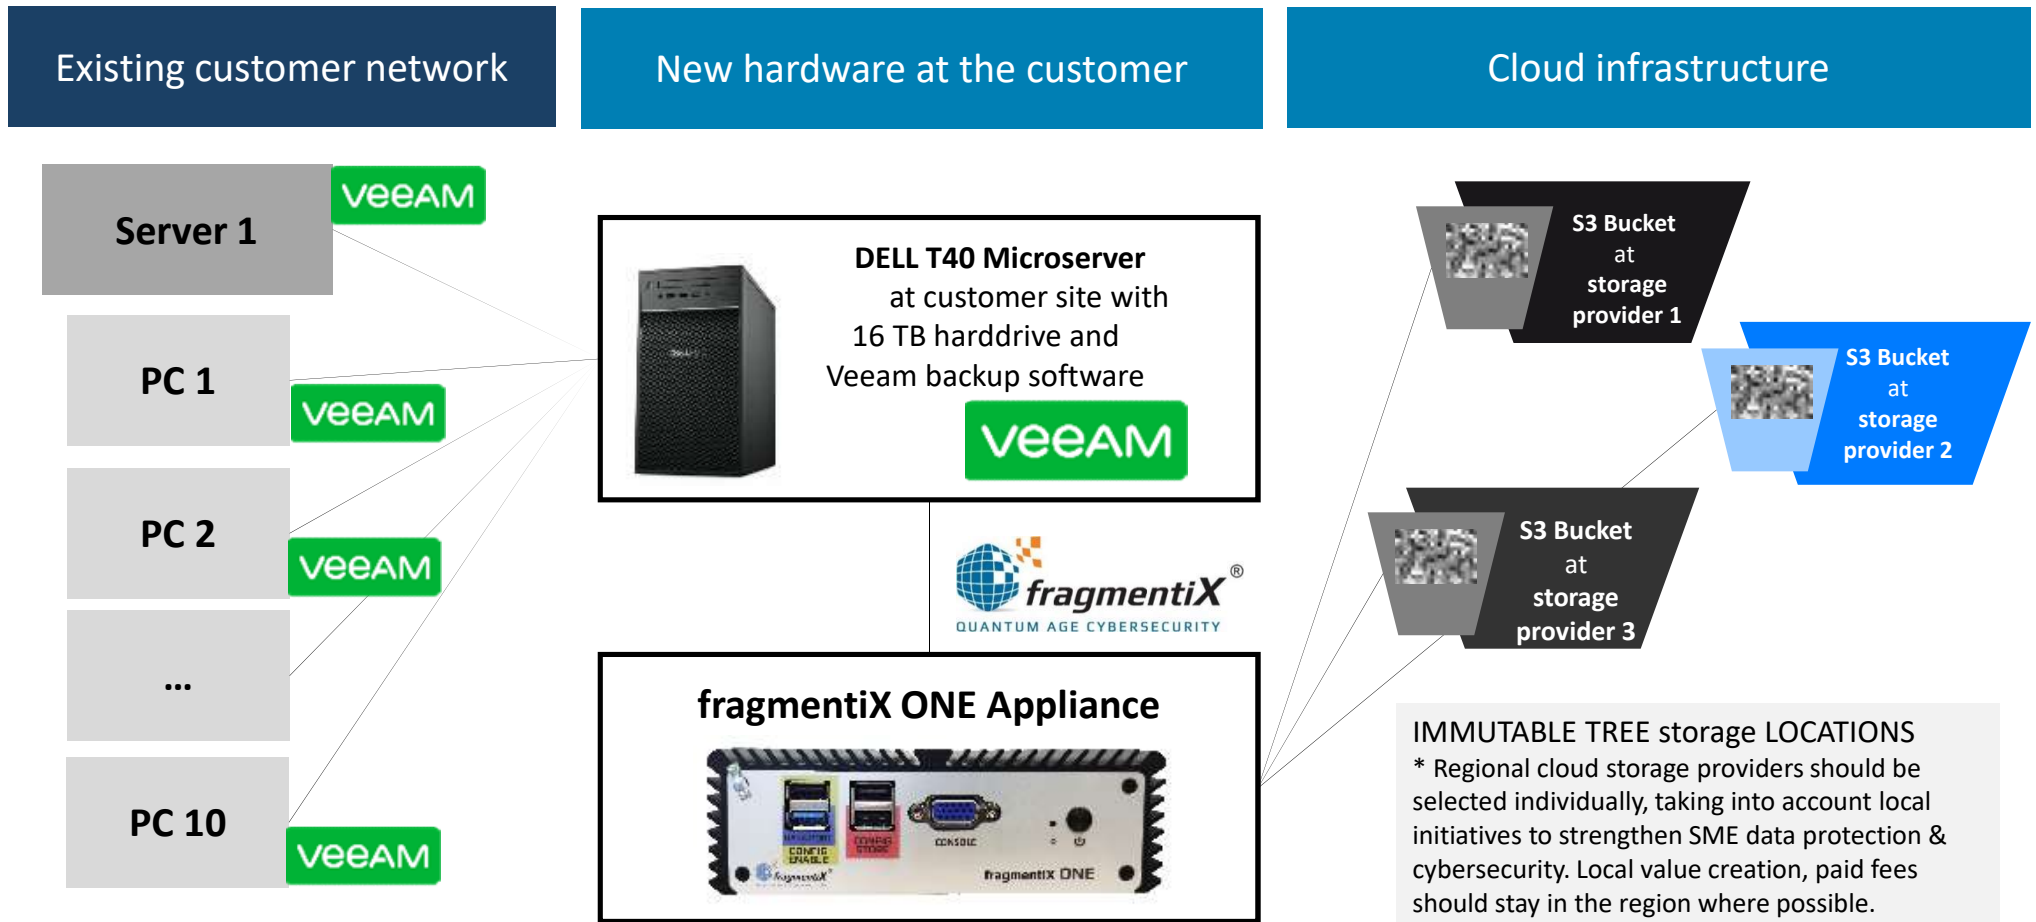 Existing customer network
New hardware at the customer
Cloud infrastructure
Server 1
veeAM
PC 1
veeAM
PC 2
veeAM
...
PC 10
veeAM
DELL T40 Microserver
at customer site with
16 TB harddrive and
Veeam backup software
veeAM
fragmentiX®
QUANTUM AGE CYBERSECURITY
fragmentiX ONE Appliance
CONFIG
ENABLE
CONFIG
STORE
CONSOLE
fragmentiX
fragmentiX ONE
S3 Bucket
at
storage
provider 1
S3 Bucket
at
storage
provider 2
S3 Bucket
at
storage
provider 3
IMMUTABLE TREE storage LOCATIONS
* Regional cloud storage providers should be
selected individually, taking into account local
initiatives to strengthen SME data protection &
cybersecurity. Local value creation, paid fees
should stay in the region where possible.